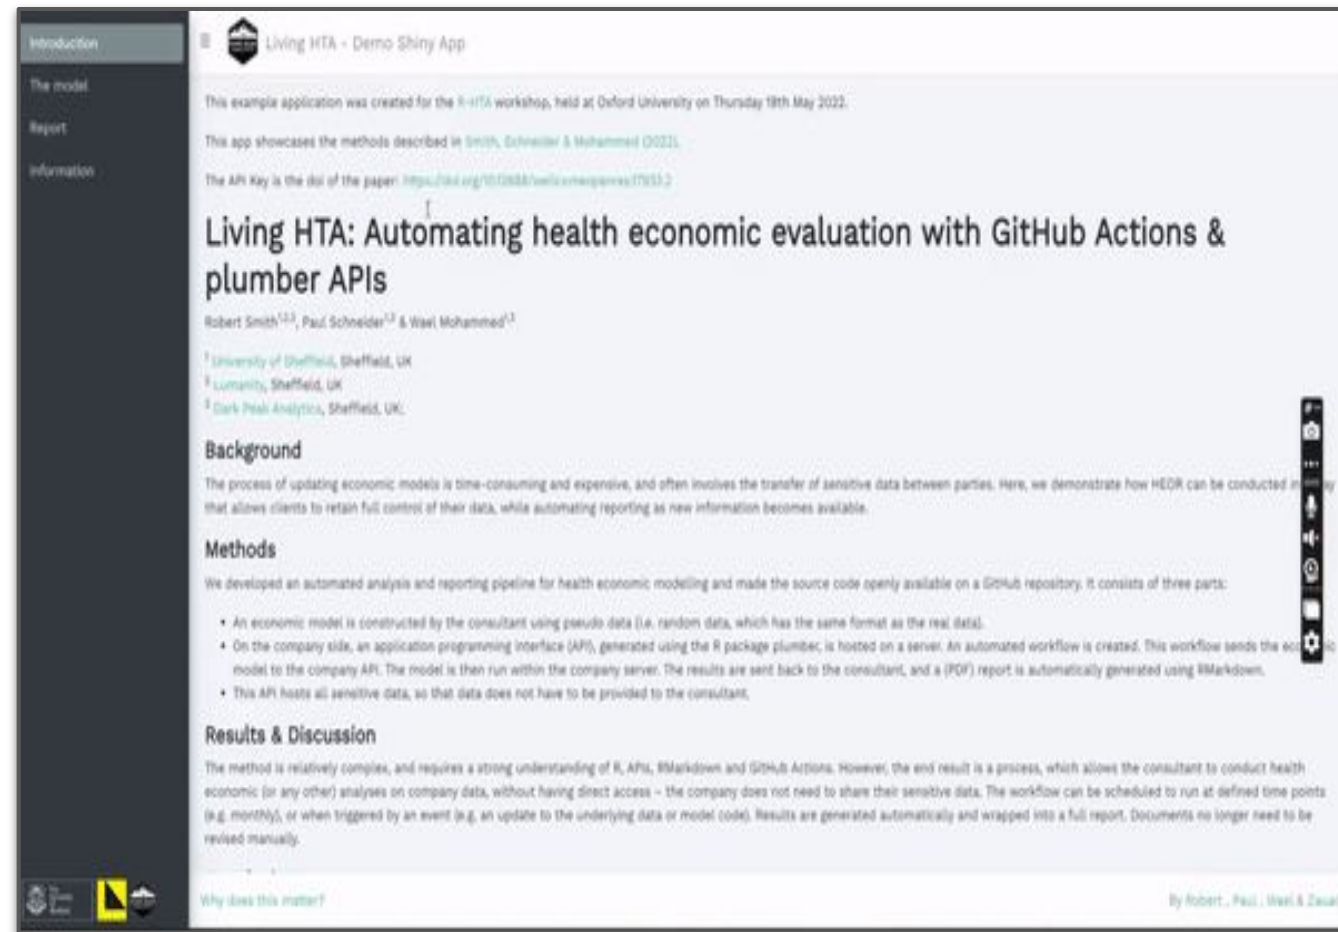 Introduction
The model
Report
Information
Living HTA - Demo Shiny App
This example application was created for the R-HTA workshop, held at Oxford University on Thursday 19th May 2022.
This app showcases the methods described in Smith, Schneider & Mohammed (2022).
The API Key is the doi of the paper:
Living HTA: Automating health economic evaluation with GitHub Actions &
plumber APIs
Robert Smith1,2,3, Paul Schneider1,3 & Wael Mohammed1,3
1 University of Sheffield, Sheffield, UK
2 Lumanity, Sheffield, UK
3 Dark Peak Analytics, Sheffield, UK;
Background
The process of updating economic models is time-consuming and expensive, and often involves the transfer of sensitive data between parties. Here, we demonstrate how HEOR can be conducted in
that allows clients to retain full control of their data, while automating reporting as new information becomes available.
Methods
We developed an automated analysis and reporting pipeline for health economic modelling and made the source code openly available on a GitHub repository. It consists of three parts:
• An economic model is constructed by the consultant using pseudo data (i.e. random data, which has the same format as the real data).
• On the company side, an application programming interface (API), generated using the R package plumber, is hosted on a server. An automated workflow is created. This workflow sends the
model to the company API. The model is then run within the company server. The results are sent back to the consultant, and a (PDF) report is automatically generated using RMarkdown.
• This API hosts all sensitive data, so that data does not have to be provided to the consultant.
Results & Discussion
The method is relatively complex, and requires a strong understanding of R, APIs, RMarkdown and GitHub Actions. However, the end result is a process, which allows the consultant to conduct health
economic (or any other) analyses on company data, without having direct access – the company does not need to share their sensitive data. The workflow can be scheduled to run at defined time points
(e.g. monthly), or when triggered by an event (e.g. an update to the underlying data or model code). Results are generated automatically and wrapped into a full report. Documents no longer need to be
revised manually.
Why does this matter?
By Robert , Paul , Wael &